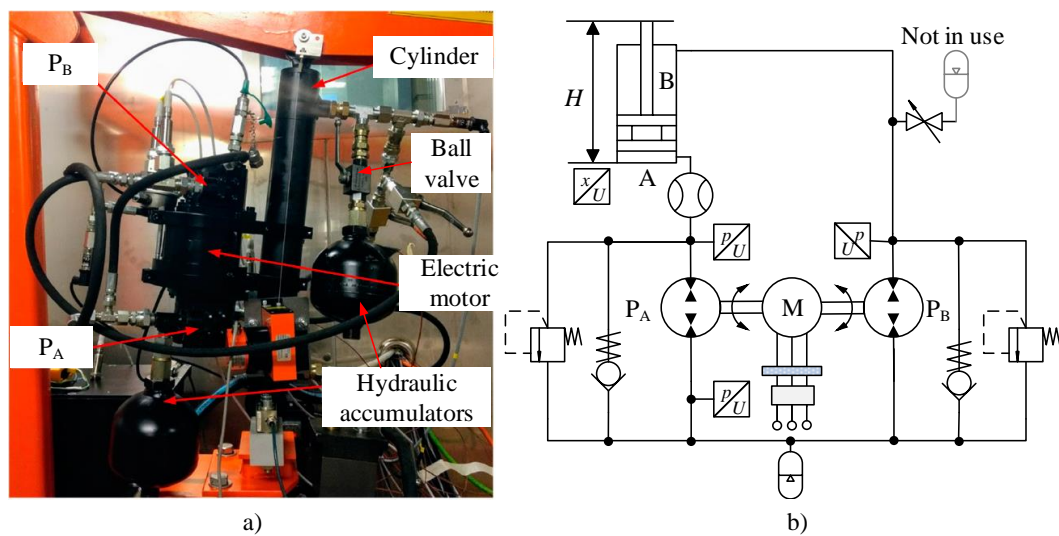 P_B
Cylinder
Ball
valve
Electric
motor
P_A
Hydraulic
accumulators
a)
Not in use
H
B
x
U
A
p
U
U
p
P_A
M
P_B
p
U
b)